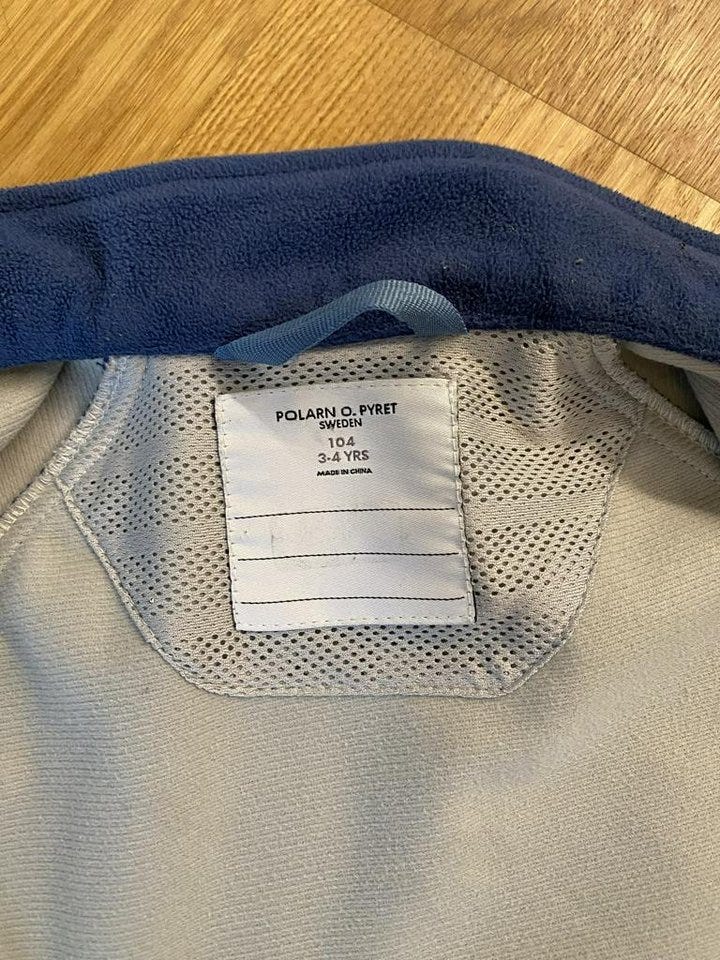 POLARN O. PYRET
SWEDEN
104
3-4 YRS
MADE IN CHINA